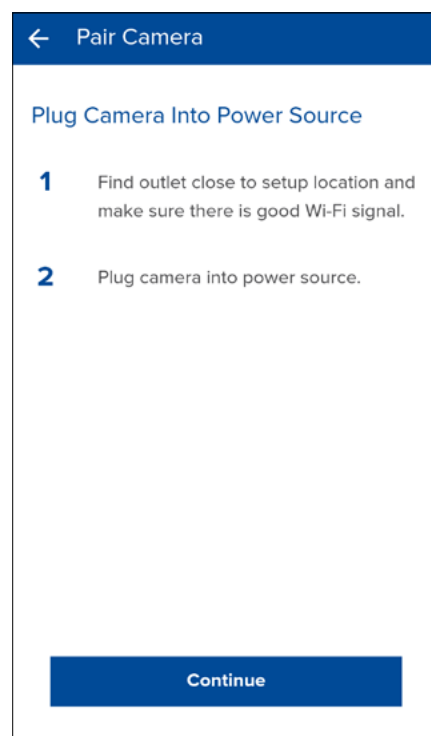 Pair Camera
Plug Camera Into Power Source
1 Find outlet close to setup location and
make sure there is good Wi-Fi signal.
2 Plug camera into power source.
Continue